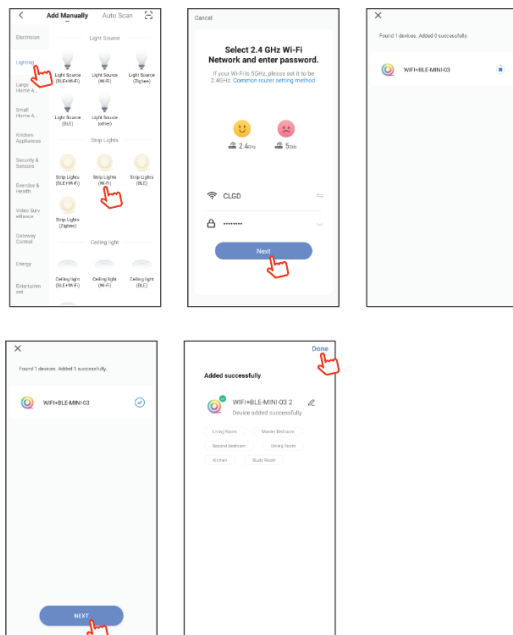 Add Manually Auto Scan
Electrician
Lighting
Large
Home A...
Small
Home A...
Kitchen
Appliances
Security &
Sensors
Exercise &
Health
Video Surv
eillance
Gateway
Control
Energy
Entertainm
ent
Light Source
Light Source
(BLE+Wi-Fi)
Light Source
(Wi-Fi)
Light Source
(Zigbee)
Light Source
(BLE)
Light Source
(other)
Strip Lights
Strip Lights
(BLE+Wi-Fi)
Strip Lights
(Wi-Fi)
Strip Lights
(BLE)
Strip Lights
(Zigbee)
Ceiling light
Ceiling light
(BLE+Wi-Fi)
Ceiling light
(Wi-Fi)
Ceiling light
(BLE)
Cancel
Select 2.4 GHz Wi-Fi
Network and enter password.
If your Wi-Fi is 5GHz, please set it to be
2.4GHz. Common router setting method
2.4GHz
5GHz
CLGD
Next
Found 1 devices. Added 0 successfully
WIFI+BLE-MINI-03
Found 1 devices. Added 1 successfully
WIFI+BLE-MINI-03
NEXT
Done
Added successfully
WIFI+BLE-MINI-03 2
Device added successfully
Living Room Master Bedroom
Second Bedroom Dining Room
Kitchen Study Room